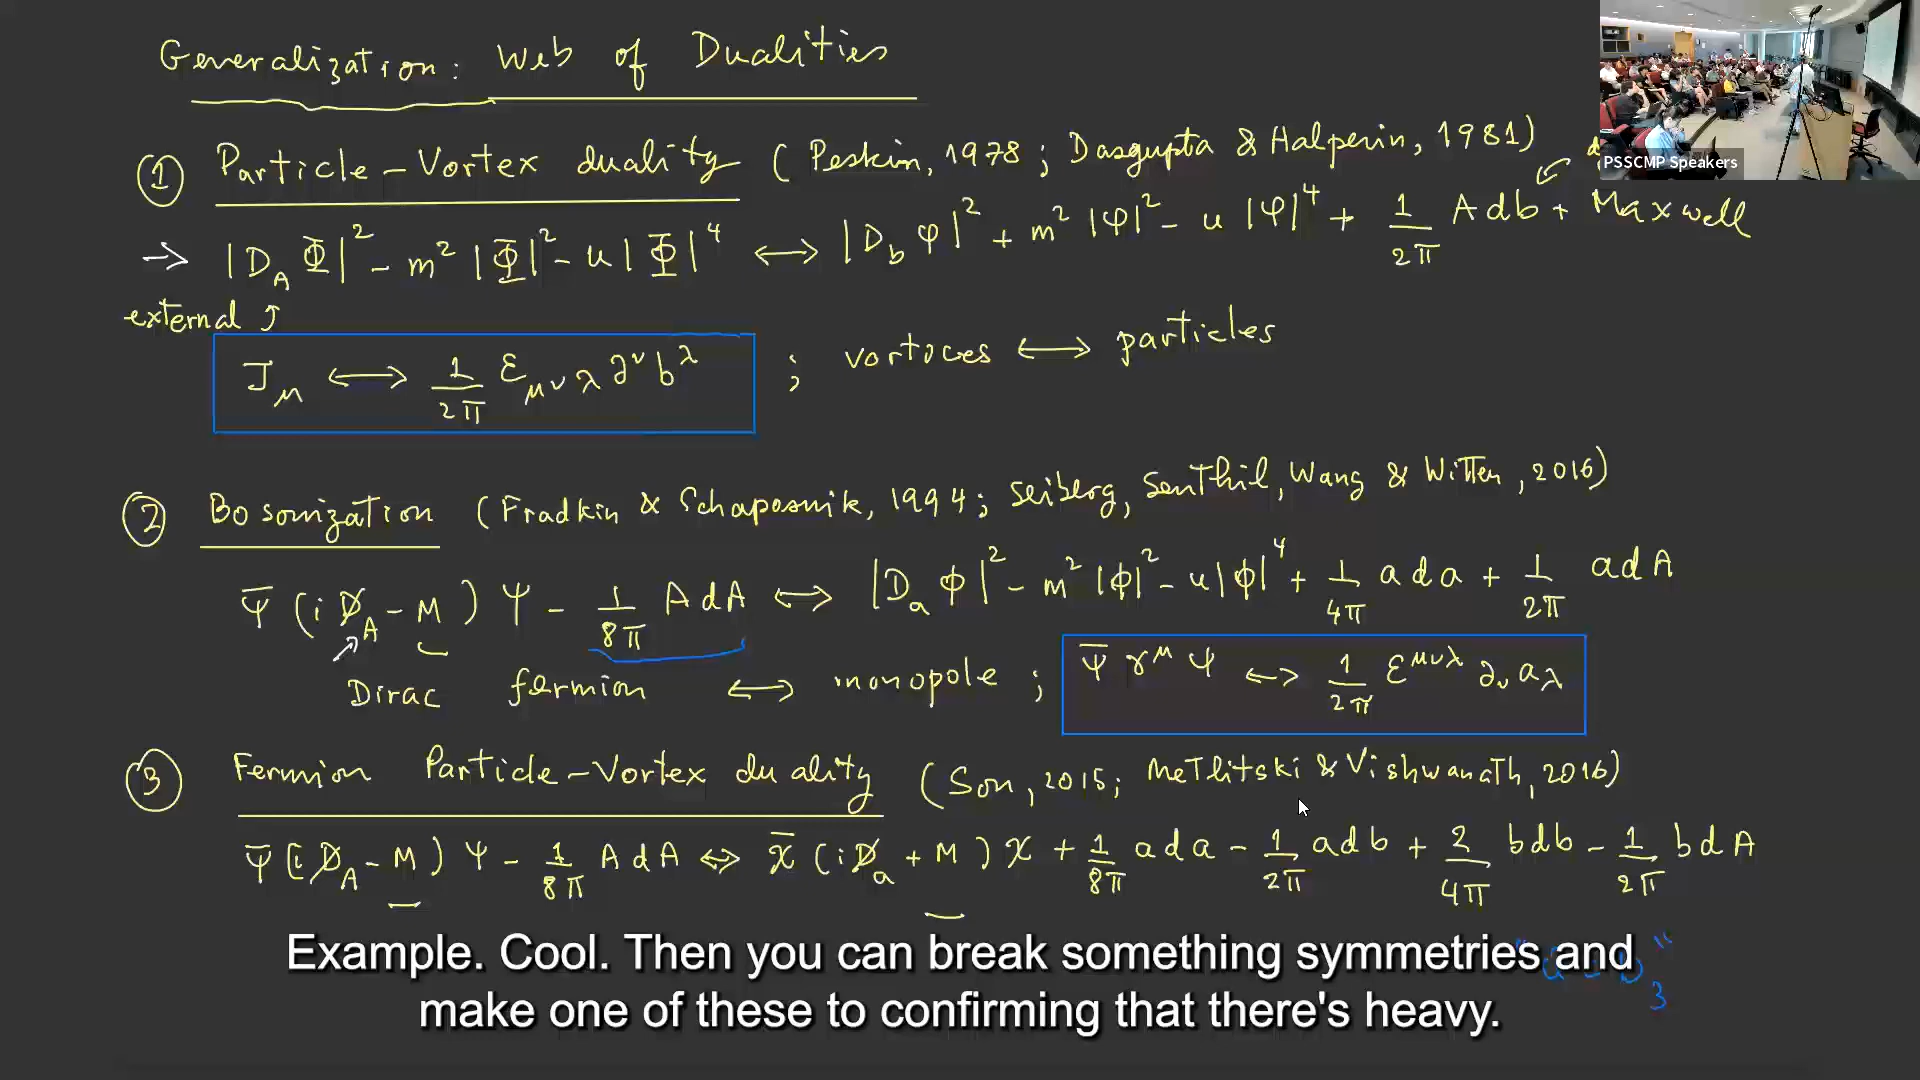 Generalization: Web of Dualities
① Particle-Vortex duality (Peskin, 1978; Dasgupta & Halperin, 1981)
PSSCMP Speakers
→ |D_A Φ|² - m² |Φ|² - u |Φ|⁴ ↔ |D_b φ|² + m² |φ|² - u |φ|⁴ + 1/2π Adb + Maxwell
external ↑
J_μ ↔ 1/2π ε_μνλ ∂^ν b^λ ; vortoces ↔ particles
② Bosonization (Fradkin & Schaposnik, 1994; Seiberg, Senthil, Wang & Witten, 2016)
Ψ̄ (i D̸_A - M) Ψ - 1/8π AdA ↔ |D_a ϕ|² - m² |ϕ|² - u|ϕ|⁴ + 1/4π ada + 1/2π adA
Dirac fermion ↔ monopole ; Ψ̄ γ^μ Ψ ↔ 1/2π ε^μνλ ∂_ν a_λ
③ Fermion Particle-Vortex duality (Son, 2015; Metlitski & Vishwanath, 2016)
Ψ̄ [i D̸_A - M) Ψ - 1/8π AdA ↔ χ̄ (i D̸_a + M) χ + 1/8π ada - 1/2π adb + 2/4π bdb - 1/2π bdA
Example. Cool. Then you can break something symmetries and
make one of these to confirming that there's heavy.